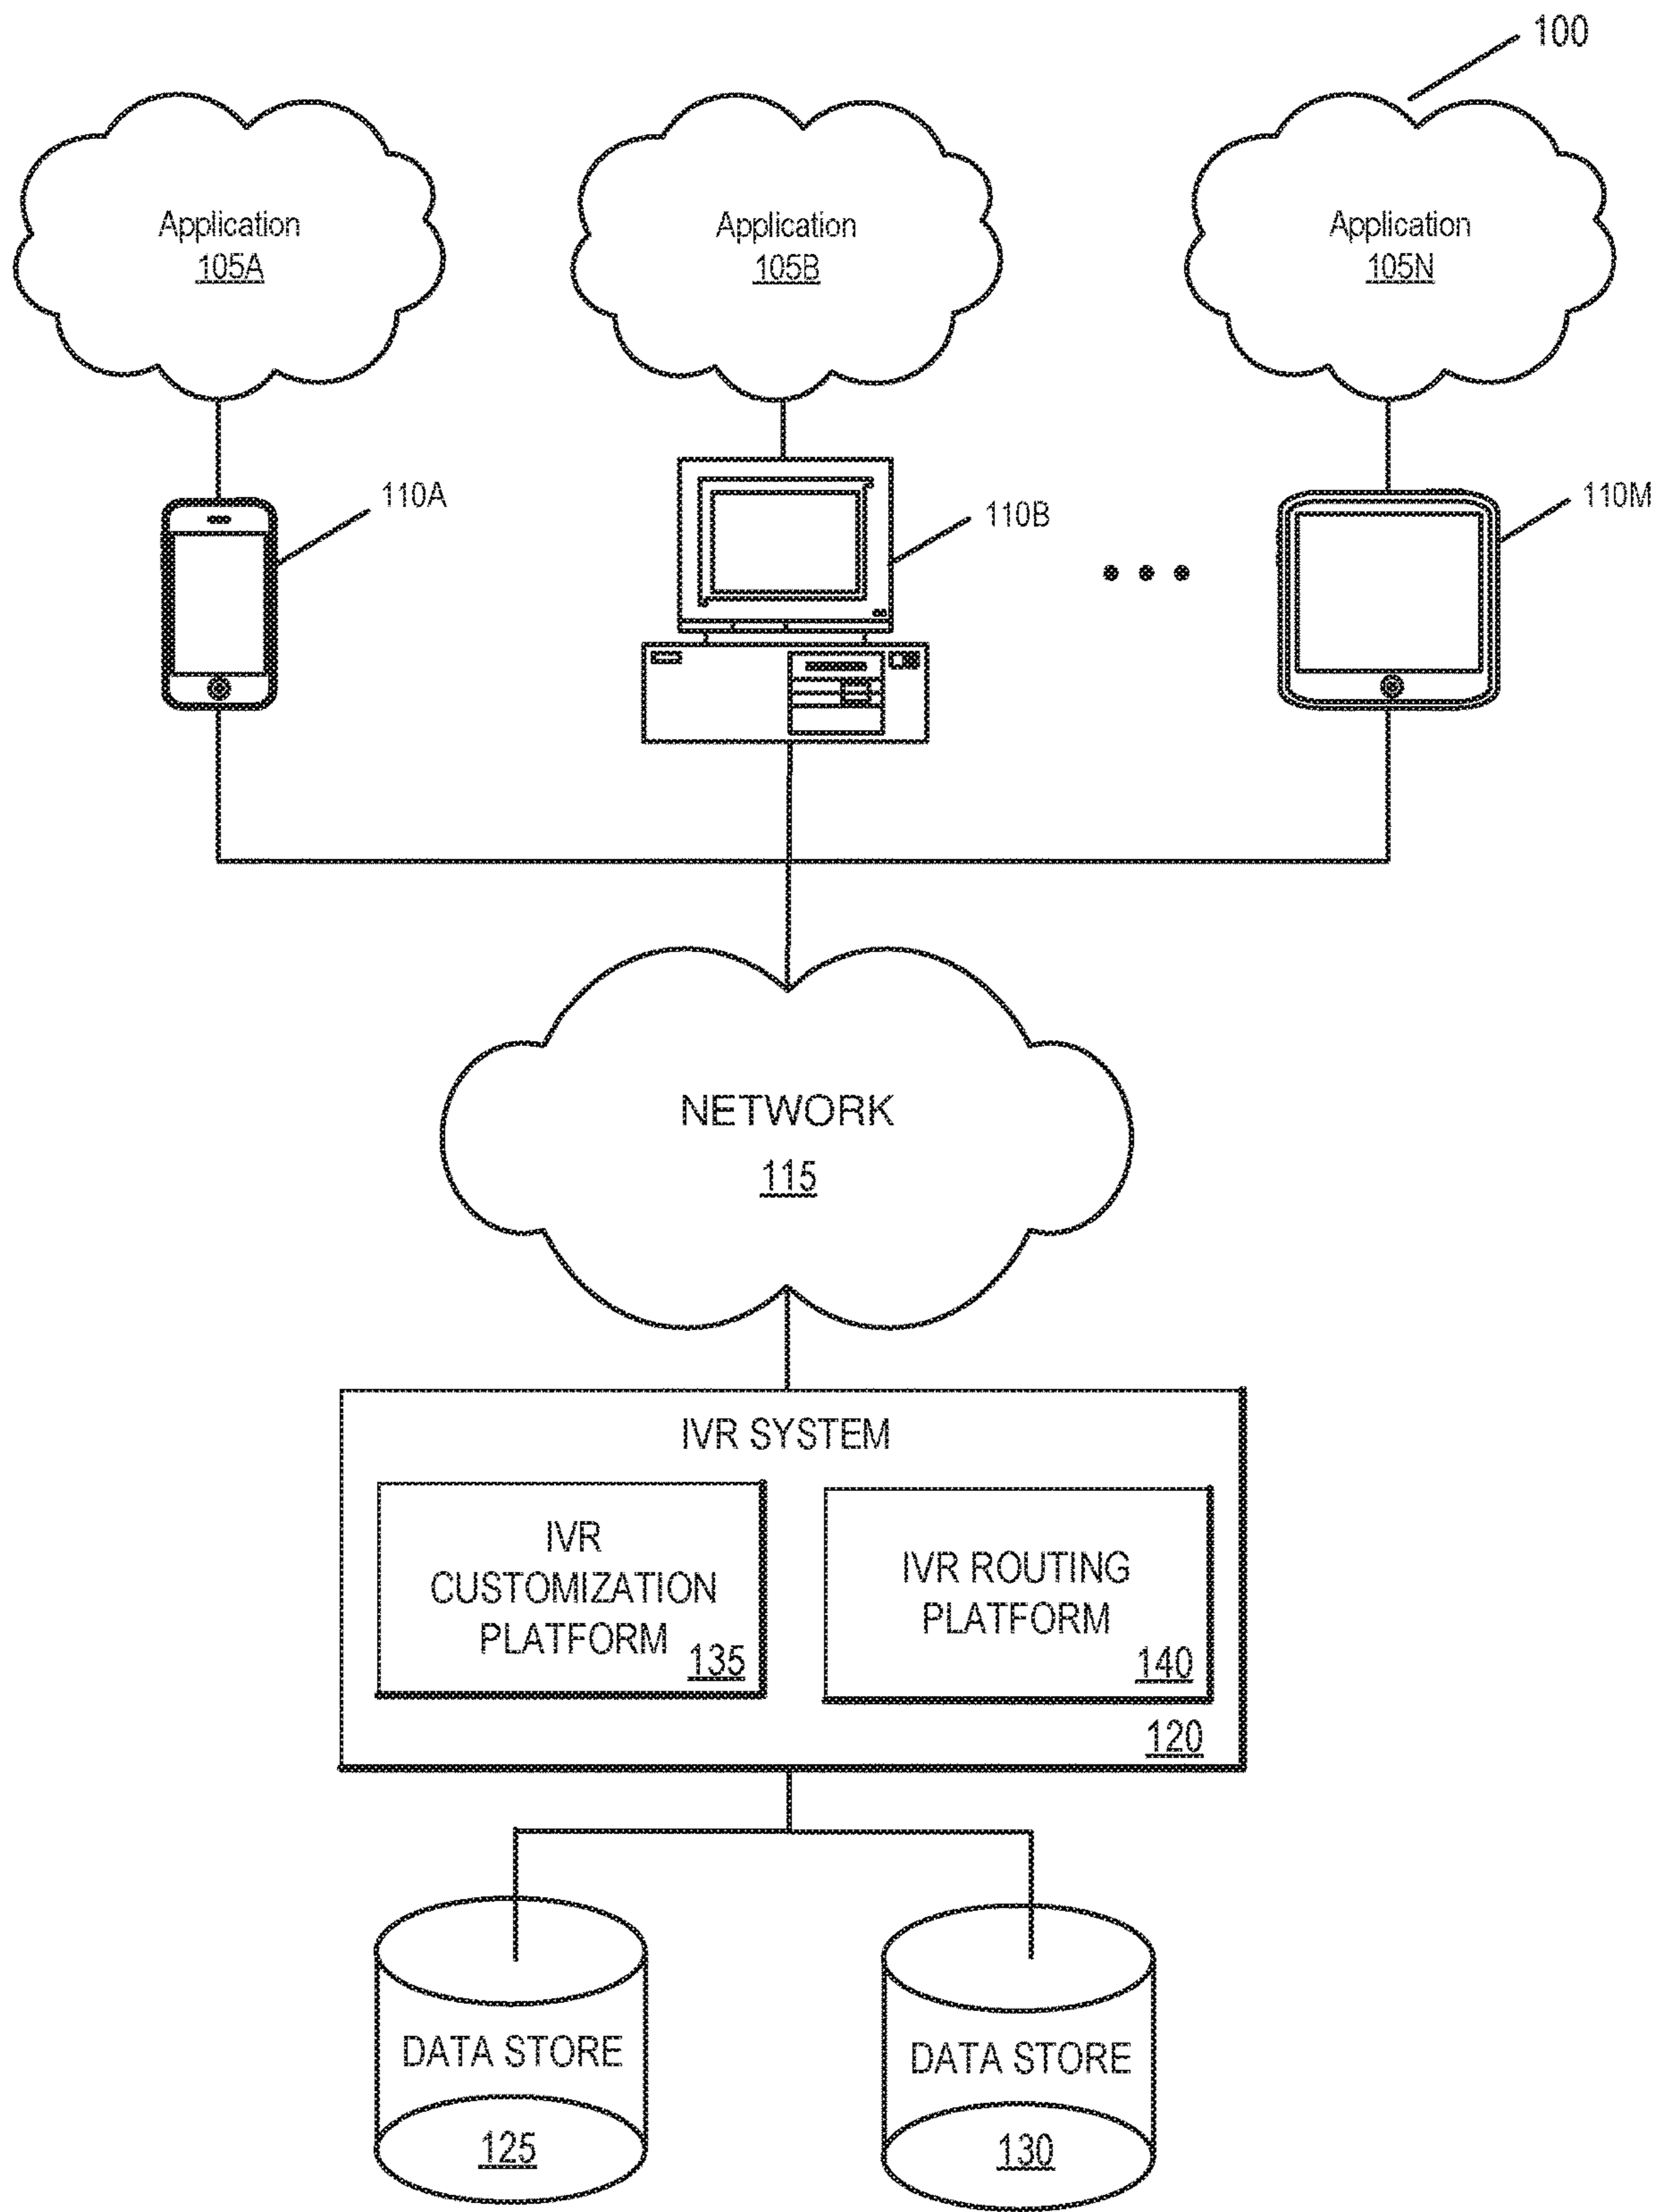 100
Application
105A
Application
105B
Application
105N
110A
110B
110M
NETWORK
115
IVR SYSTEM
IVR
CUSTOMIZATION
PLATFORM
135
IVR ROUTING
PLATFORM
140
120
DATA STORE
125
DATA STORE
130